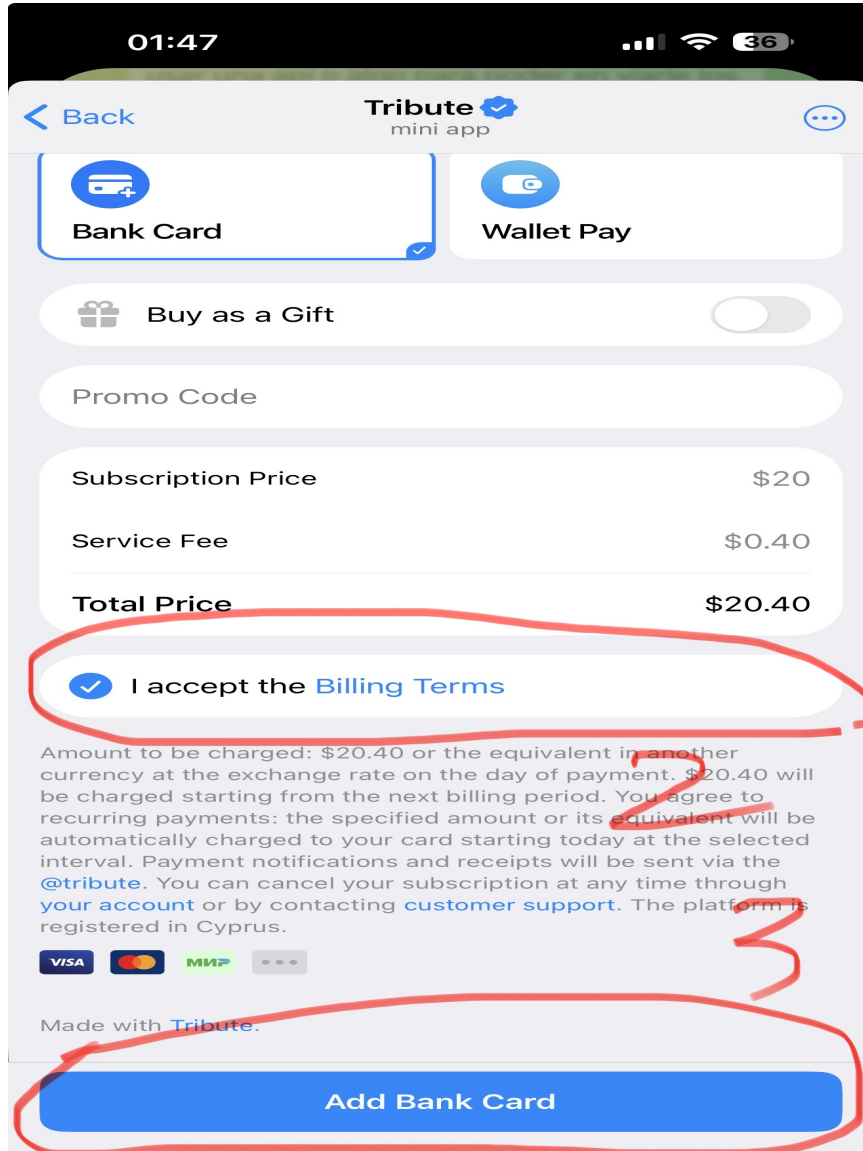 01:47
36
Back
Tribute
mini app
Bank Card
Wallet Pay
Buy as a Gift
Promo Code
Subscription Price
$20
Service Fee
$0.40
Total Price
$20.40
I accept the Billing Terms
Amount to be charged: $20.40 or the equivalent in another
currency at the exchange rate on the day of payment. $20.40 will
be charged starting from the next billing period. You agree to
recurring payments: the specified amount or its equivalent will be
automatically charged to your card starting today at the selected
interval. Payment notifications and receipts will be sent via the
@tribute. You can cancel your subscription at any time through
your account or by contacting customer support. The platform is
registered in Cyprus.
2
3
VISA
МИР
Made with Tribute.
Add Bank Card